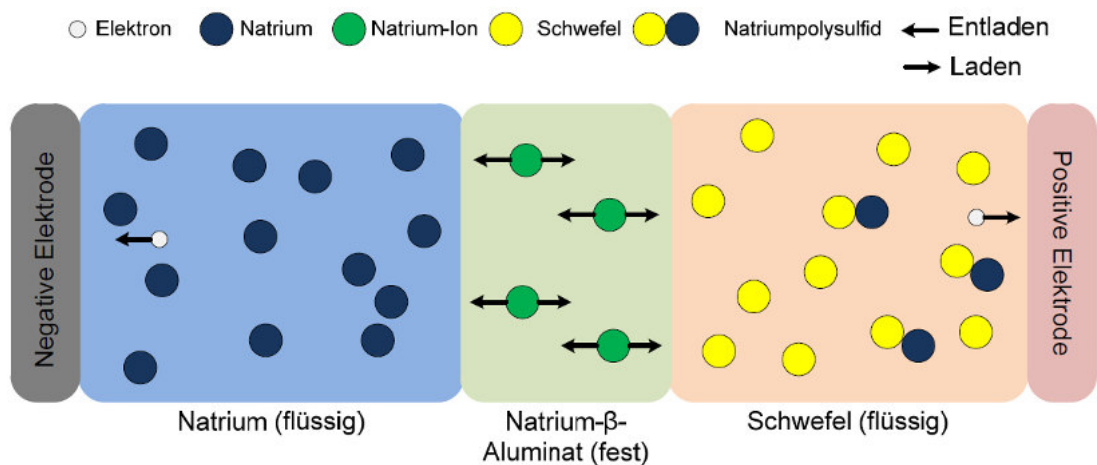 Elektron Natrium Natrium-Ion Schwefel Natriumpolysulfid Entladen
Laden
Negative Elektrode
Positive Elektrode
Natrium (flüssig)
Natrium-β-
Aluminat (fest)
Schwefel (flüssig)